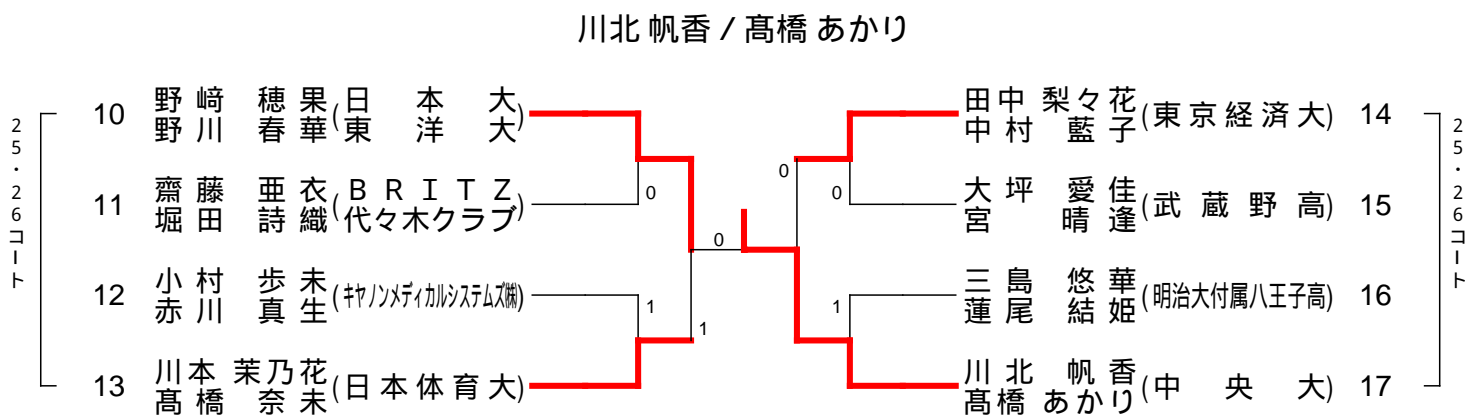 川北 帆香 / 髙橋 あかり
25・26コート
10 野﨑 穂果 (日本大)
野川 春華 (東洋大)
0
11 齋藤 亜衣 (BRITZ)
堀田 詩織 (代々木クラブ)
0
12 小村 歩未 (キヤノンメディカルシステムズ㈱)
赤川 真生
1
1
13 川本 茉乃花 (日本体育大)
髙橋 奈未
田中 梨々花 (東京経済大) 14
中村 藍子
0
0
大坪 愛佳 (武蔵野高) 15
宮 晴逢
三島 悠華 (明治大付属八王子高) 16
蓮尾 結姫
1
川北 帆香 (中央大) 17
髙橋 あかり
25・26コート